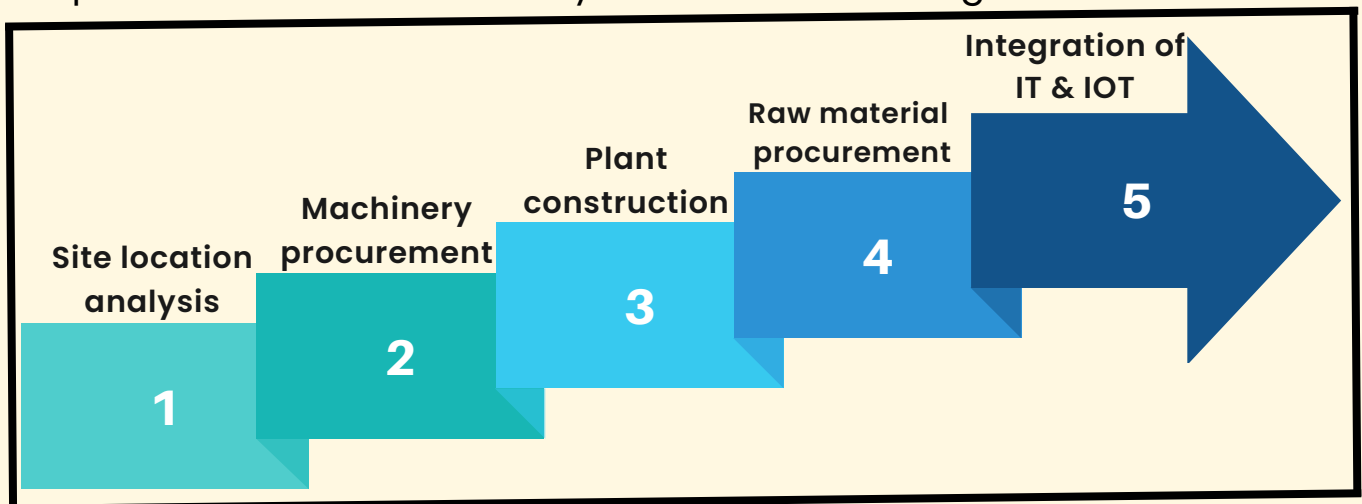 Site location
analysis
1
Machinery
procurement
2
Plant
construction
3
Raw material
procurement
4
Integration of
IT & IOT
5